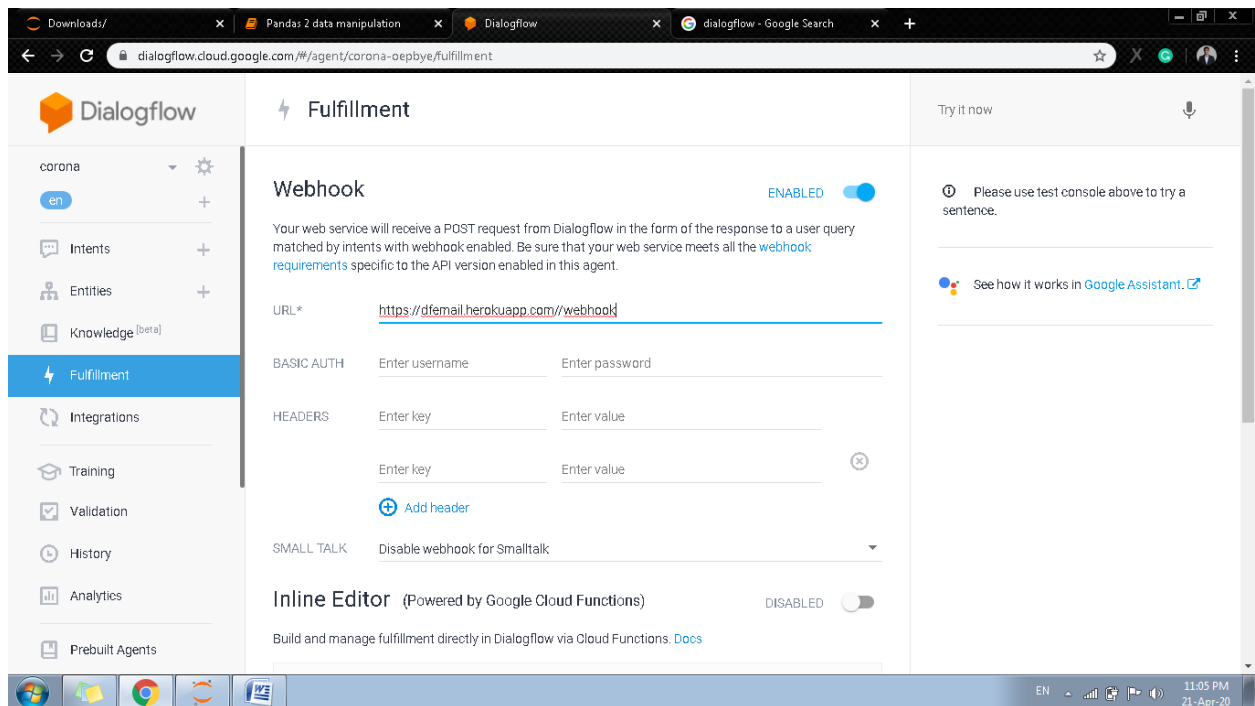 Downloads/
Pandas 2 data manipulation
Dialogflow
dialogflow - Google Search
dialogflow.cloud.google.com/#/agent/corona-oepbye/fulfillment
Dialogflow
corona
en
Intents
Entities
Knowledge [beta]
Fulfillment
Integrations
Training
Validation
History
Analytics
Prebuilt Agents
Fulfillment
Webhook
ENABLED
Your web service will receive a POST request from Dialogflow in the form of the response to a user query
matched by intents with webhook enabled. Be sure that your web service meets all the webhook
requirements specific to the API version enabled in this agent.
URL* https://dfemail.herokuapp.com//webhook
BASIC AUTH Enter username Enter password
HEADERS Enter key Enter value
Enter key Enter value
Add header
SMALL TALK Disable webhook for Smalltalk
Inline Editor (Powered by Google Cloud Functions)
DISABLED
Build and manage fulfillment directly in Dialogflow via Cloud Functions. Docs
Try it now
Please use test console above to try a
sentence.
See how it works in Google Assistant.
EN
11:05 PM
21-Apr-20